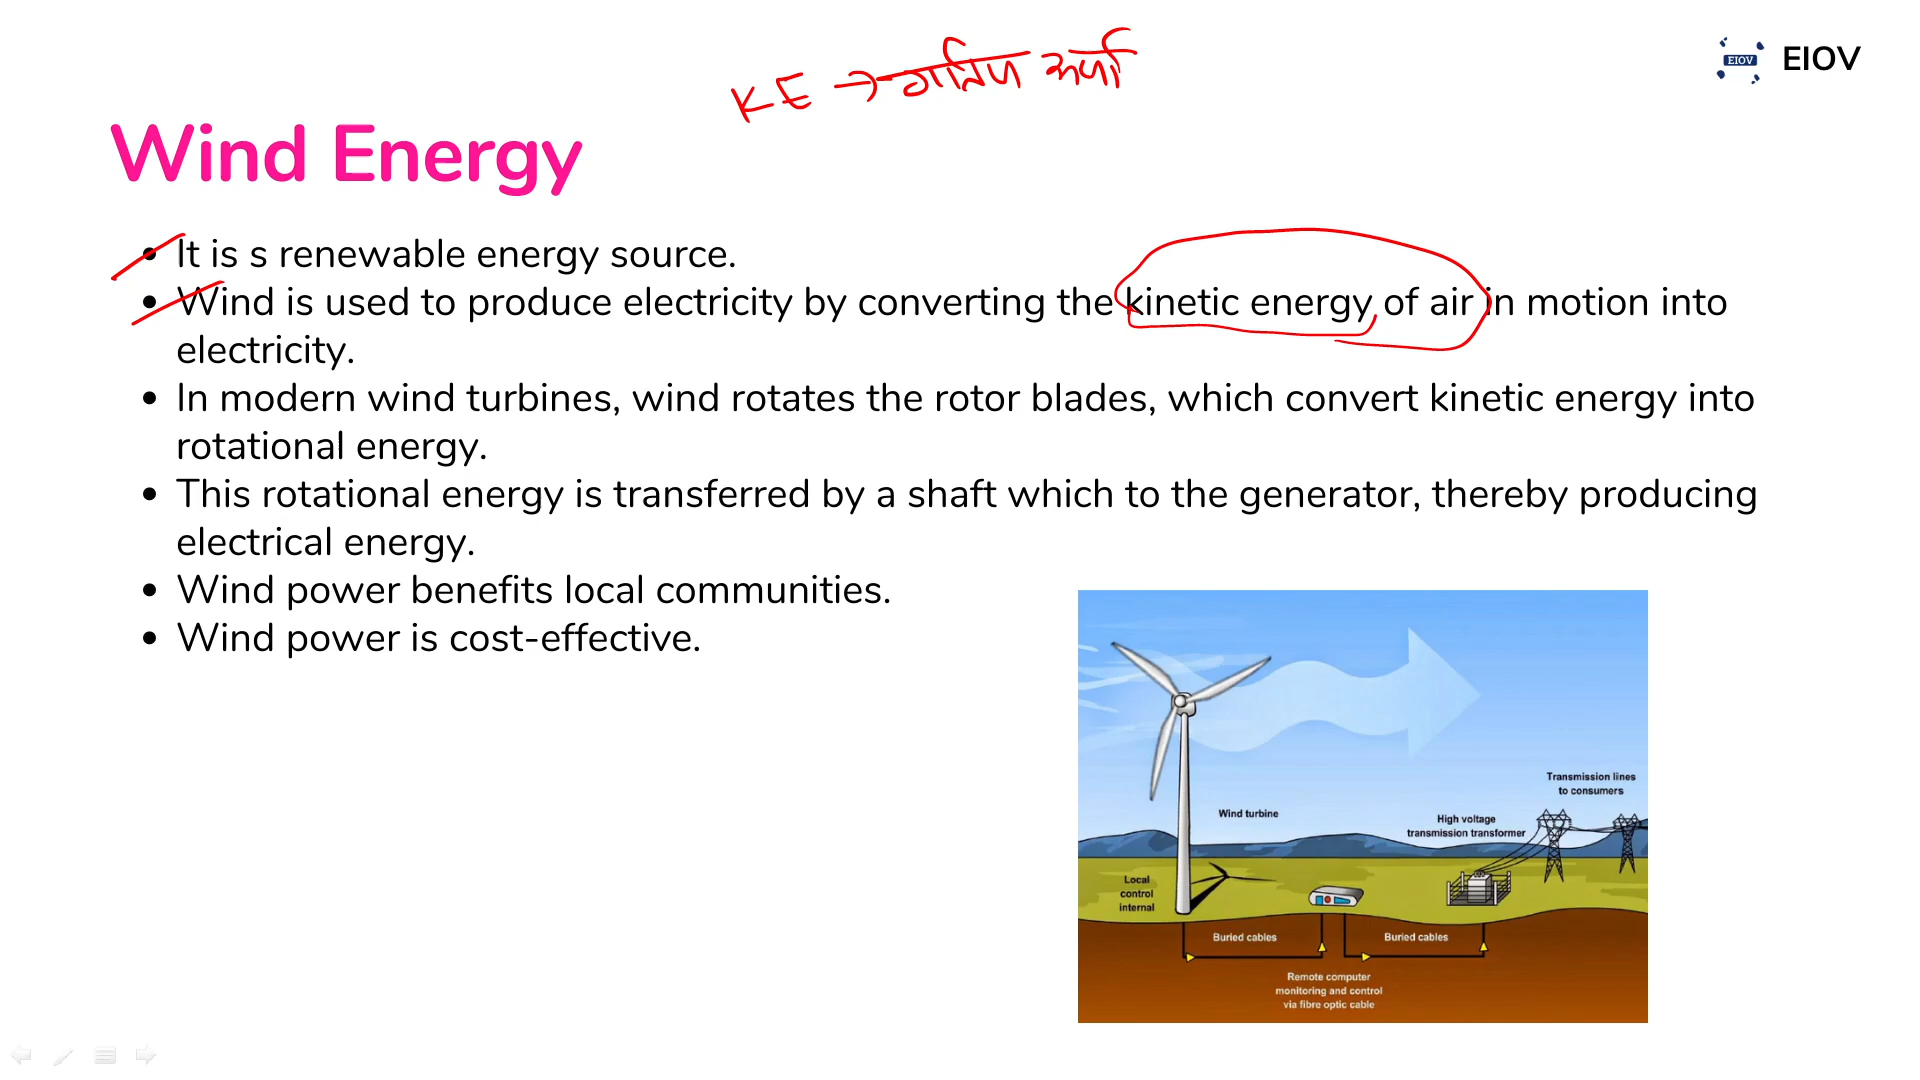 KE → गतिज ऊर्जा
EIOV
EIOV
Wind Energy
• It is s renewable energy source.
• Wind is used to produce electricity by converting the kinetic energy of air in motion into
electricity.
• In modern wind turbines, wind rotates the rotor blades, which convert kinetic energy into
rotational energy.
• This rotational energy is transferred by a shaft which to the generator, thereby producing
electrical energy.
• Wind power benefits local communities.
• Wind power is cost-effective.
Transmission lines
to consumers
Wind turbine
High voltage
transmission transformer
Local
control
internal
Buried cables
Buried cables
Remote computer
monitoring and control
via fibre optic cable